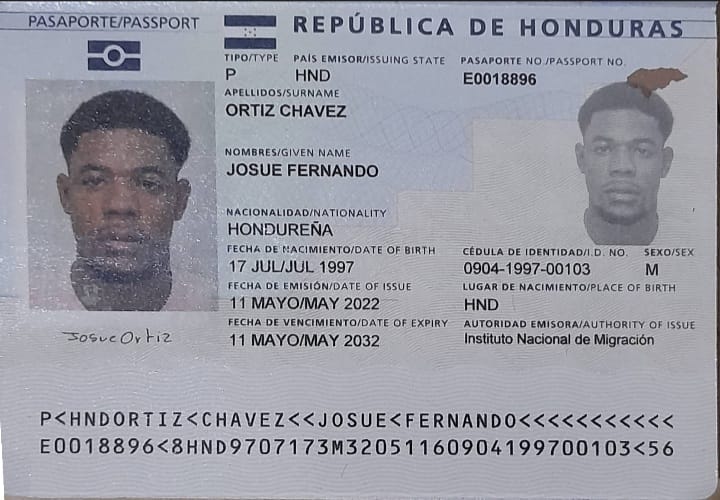 PASAPORTE/PASSPORT
REPÚBLICA DE HONDURAS
TIPO/TYPE PAÍS EMISOR/ISSUING STATE PASAPORTE NO./PASSPORT NO.
P HND E0018896
APELLIDOS/SURNAME
ORTIZ CHAVEZ
NOMBRES/GIVEN NAME
JOSUE FERNANDO
NACIONALIDAD/NATIONALITY
HONDUREÑA
FECHA DE NACIMIENTO/DATE OF BIRTH CÉDULA DE IDENTIDAD/I.D. NO. SEXO/SEX
17 JUL/JUL 1997 0904-1997-00103 M
FECHA DE EMISIÓN/DATE OF ISSUE LUGAR DE NACIMIENTO/PLACE OF BIRTH
11 MAYO/MAY 2022 HND
FECHA DE VENCIMIENTO/DATE OF EXPIRY AUTORIDAD EMISORA/AUTHORITY OF ISSUE
11 MAYO/MAY 2032 Instituto Nacional de Migración
Josue Ortiz
P<HNDORTIZ<CHAVEZ<<JOSUE<FERNANDO<<<<<<<<<<<
E0018896<8HND9707173M32051160904199700103<56